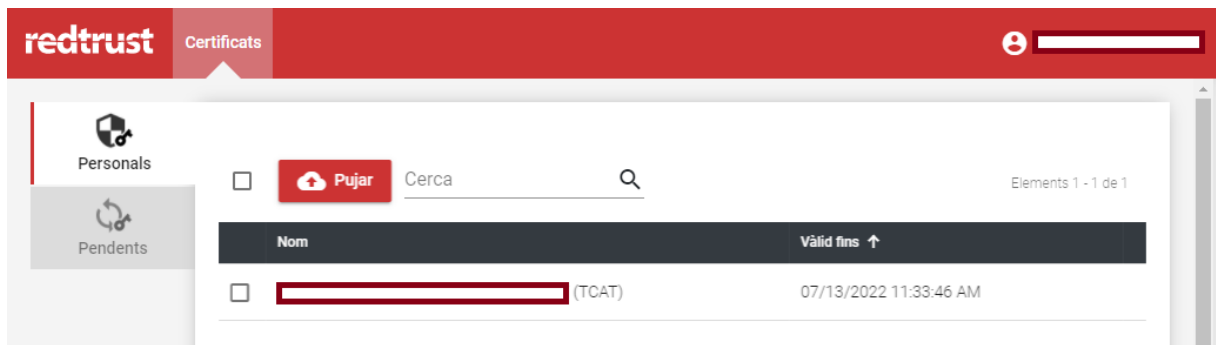 redtrust Certificats
Personals
Pendents
Pujar Cerca Elements 1 - 1 de 1
Nom Vàlid fins ↑
(TCAT) 07/13/2022 11:33:46 AM